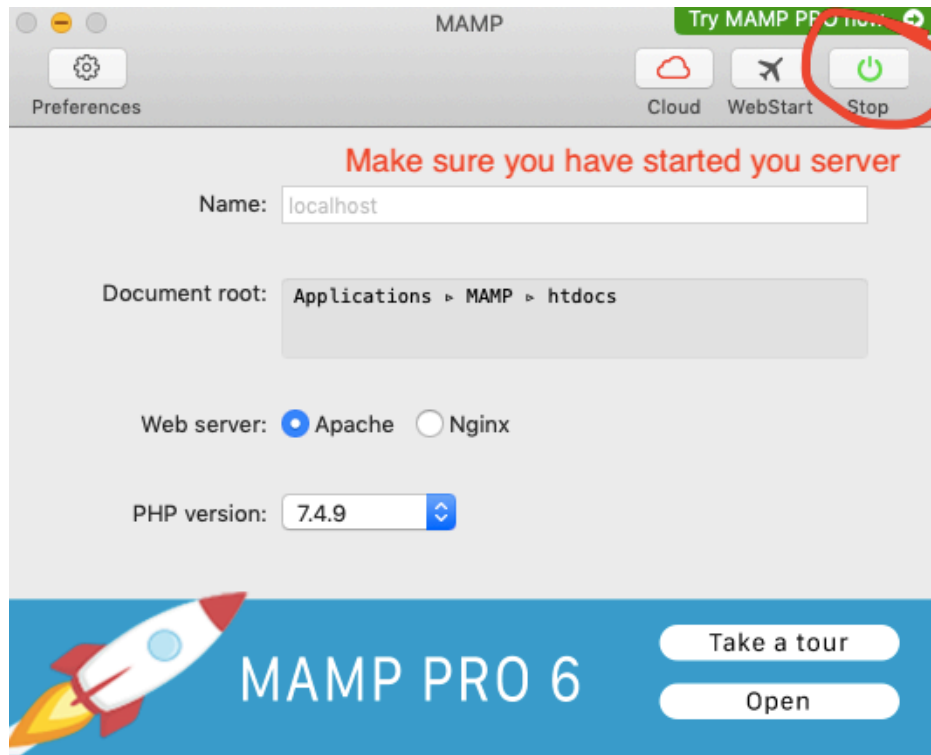 MAMP
Try MAMP PRO now
Preferences
Cloud
WebStart
Stop
Make sure you have started you server
Name: localhost
Document root: Applications ▹ MAMP ▹ htdocs
Web server: Apache Nginx
PHP version: 7.4.9
MAMP PRO 6
Take a tour
Open